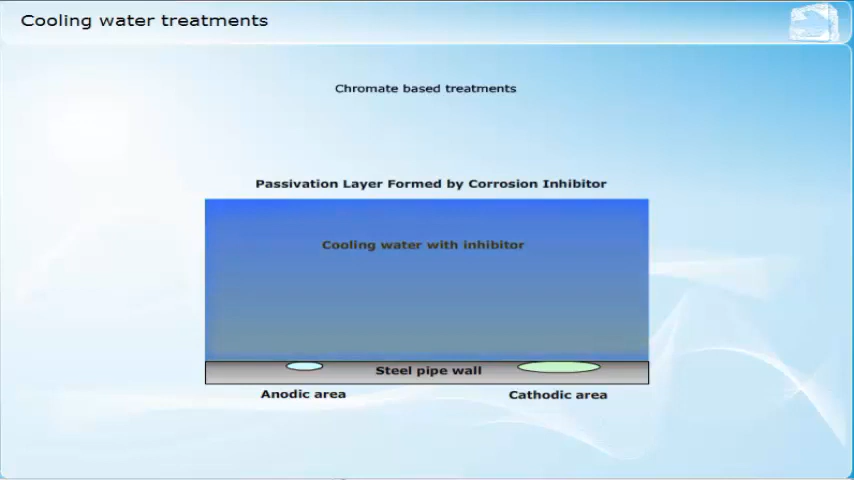 Cooling water treatments
Chromate based treatments
Passivation Layer Formed by Corrosion Inhibitor
Cooling water with inhibitor
Steel pipe wall
Anodic area
Cathodic area